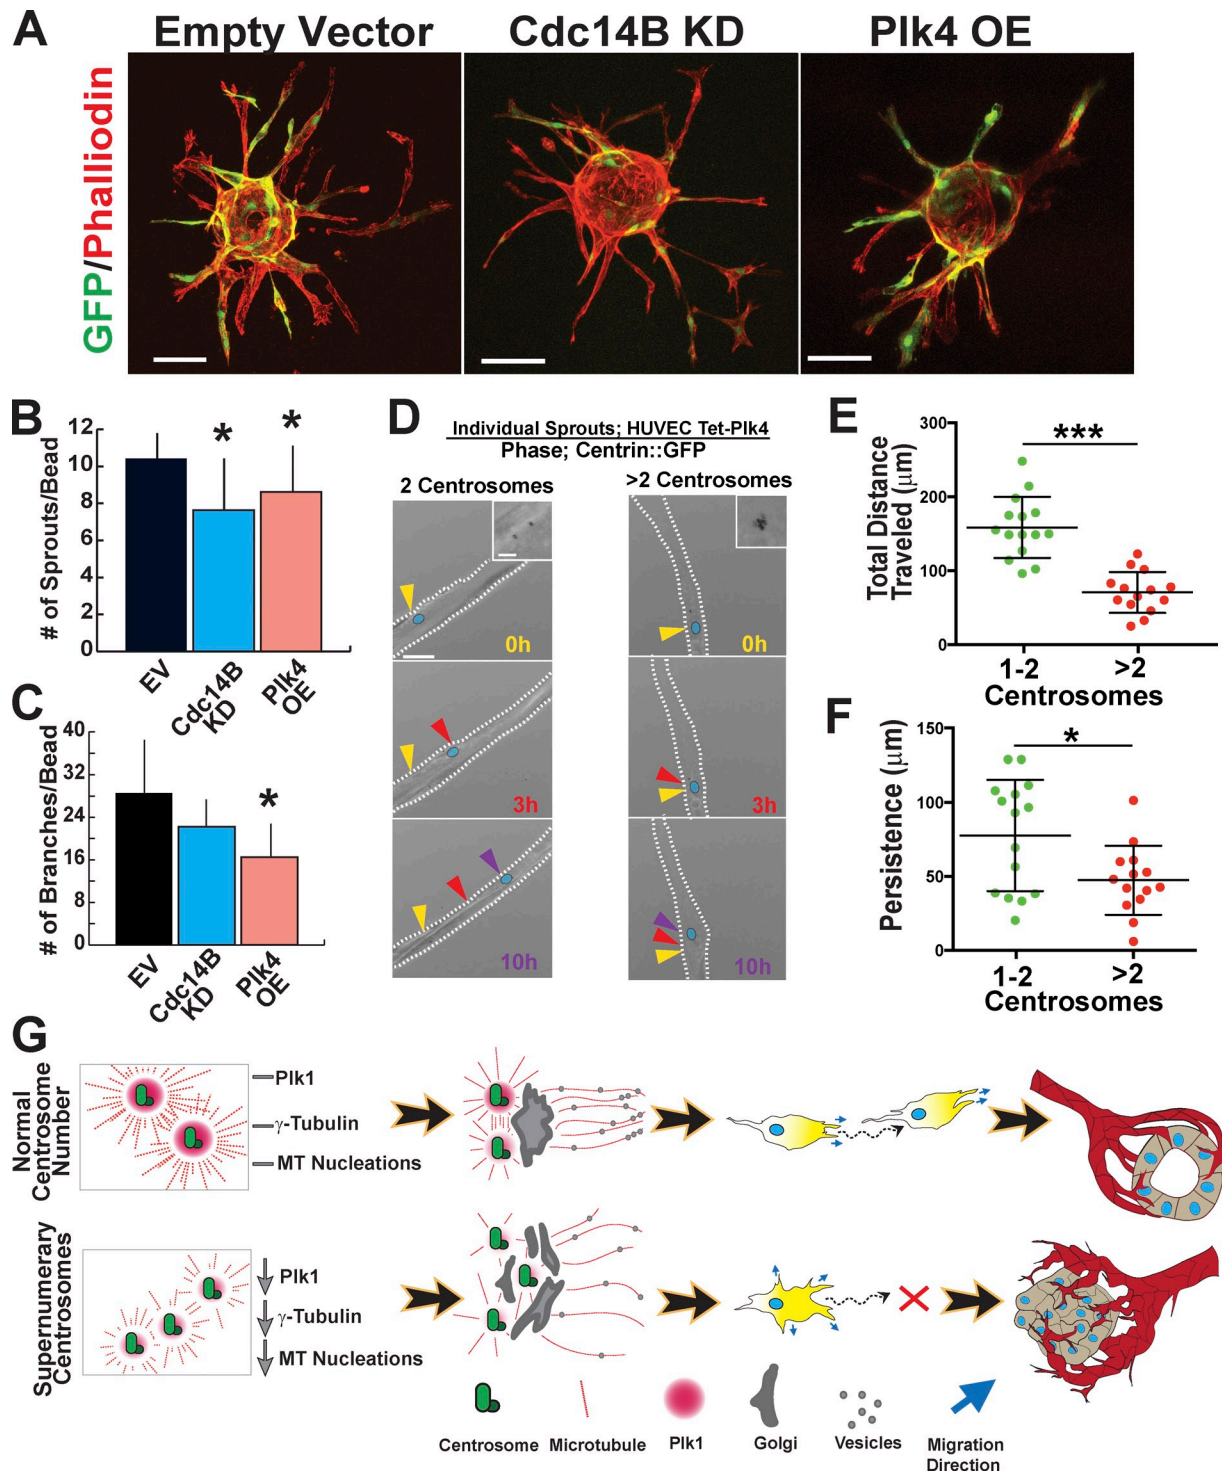 A
Empty Vector
Cdc14B KD
Plk4 OE
GFP/Phalliodin
B
# of Sprouts/Bead
12
10
8
6
4
2
0
*
*
EV
Cdc14B
KD
Plk4
OE
C
# of Branches/Bead
40
32
24
16
8
0
*
EV
Cdc14B
KD
Plk4
OE
D
Individual Sprouts; HUVEC Tet-Plk4
Phase; Centrin::GFP
2 Centrosomes
>2 Centrosomes
0h
0h
3h
3h
10h
10h
E
Total Distance
Traveled (μm)
300
200
100
0
***
1-2
>2
Centrosomes
F
Persistence (μm)
150
100
50
0
*
1-2
>2
Centrosomes
G
Normal
Centrosome
Number
Plk1
γ-Tubulin
MT Nucleations
Supernumerary
Centrosomes
Plk1
γ-Tubulin
MT Nucleations
Centrosome
Microtubule
Plk1
Golgi
Vesicles
Migration
Direction